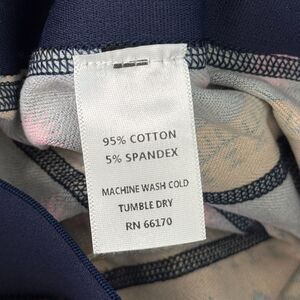 95% COTTON
5% SPANDEX
MACHINE WASH COLD
TUMBLE DRY
RN 66170